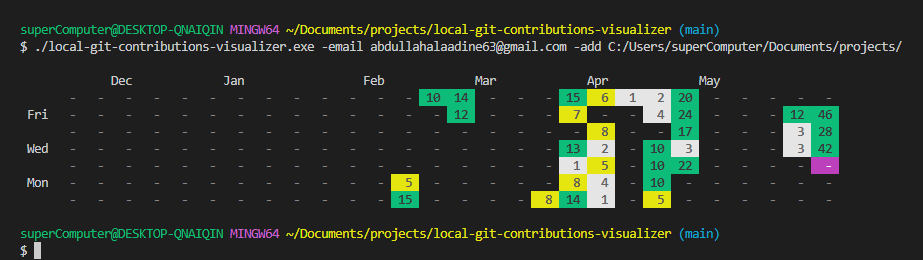 superComputer@DESKTOP-QNAIQIN MINGW64 ~/Documents/projects/local-git-contributions-visualizer (main)
$ ./local-git-contributions-visualizer.exe -email abdullahalaadine63@gmail.com -add C:/Users/superComputer/Documents/projects/
Dec Jan Feb Mar Apr May
- - - - - - - - - - - - - 10 14 - - - 15 6 1 2 20 - - - - -
Fri - - - - - - - - - - - - - - 12 - - - 7 - - 4 24 - - - 12 46
- - - - - - - - - - - - - - - - - - - 8 - - 17 - - - 3 28
Wed - - - - - - - - - - - - - - - - - - 13 2 - 10 3 - - - 3 42
- - - - - - - - - - - - - - - - - - 1 5 - 10 22 - - - - -
Mon - - - - - - - - - - - - 5 - - - - - 8 4 - 10 - - - - - -
- - - - - - - - - - - - 15 - - - - 8 14 1 - 5 - - - - - -
superComputer@DESKTOP-QNAIQIN MINGW64 ~/Documents/projects/local-git-contributions-visualizer (main)
$